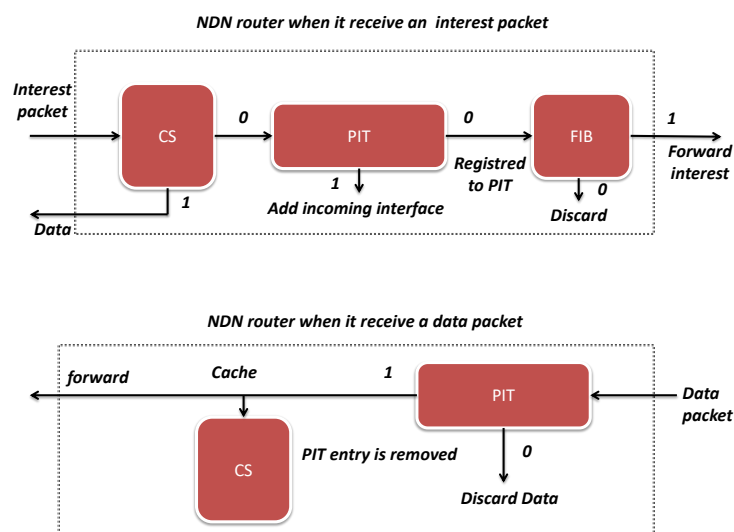 NDN router when it receive an interest packet
Interest
packet
0
0
1
CS
PIT
FIB
Registred
to PIT
Forward
interest
1
1
0
Add incoming interface
Discard
Data
NDN router when it receive a data packet
forward
Cache
1
PIT
Data
packet
CS
PIT entry is removed
0
Discard Data